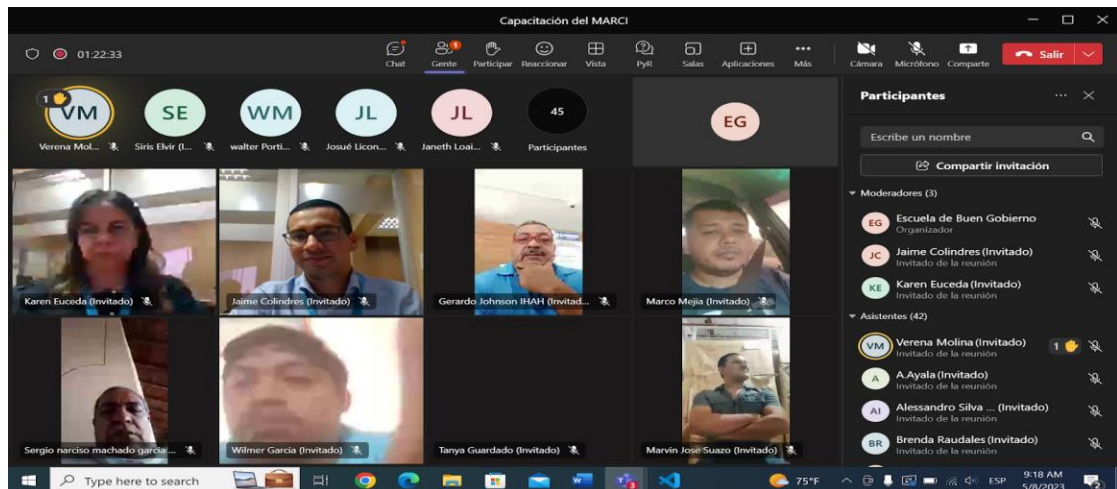 Capacitación del MARCI
01:22:33
Chat
Gente
Participar
Reaccionar
Vista
PyR
Salas
Aplicaciones
Más
Cámara
Micrófono
Comparte
Salir
1
VM
SE
WM
JL
JL
45
EG
Verena Mol...
Siris Elvir (I...
walter Porti...
Josué Licon...
Janeth Loai...
Participantes
Karen Euceda (Invitado)
Jaime Colindres (Invitado)
Gerardo Johnson IHAH (Invitad...
Marco Mejia (Invitado)
Sergio narciso machado garcia ...
Wilmer Garcia (Invitado)
Tanya Guardado (Invitado)
Marvin Jose Suazo (Invitado)
Participantes
Escribe un nombre
Compartir invitación
Moderadores (3)
EG
Escuela de Buen Gobierno
Organizador
JC
Jaime Colindres (Invitado)
Invitado de la reunión
KE
Karen Euceda (Invitado)
Invitado de la reunión
Asistentes (42)
VM
Verena Molina (Invitado)
1
Invitado de la reunión
A
A.Ayala (Invitado)
Invitado de la reunión
AI
Alessandro Silva ... (Invitado)
Invitado de la reunión
BR
Brenda Raudales (Invitado)
Invitado de la reunión
Type here to search
75°F
ESP
9:18 AM
5/8/2023